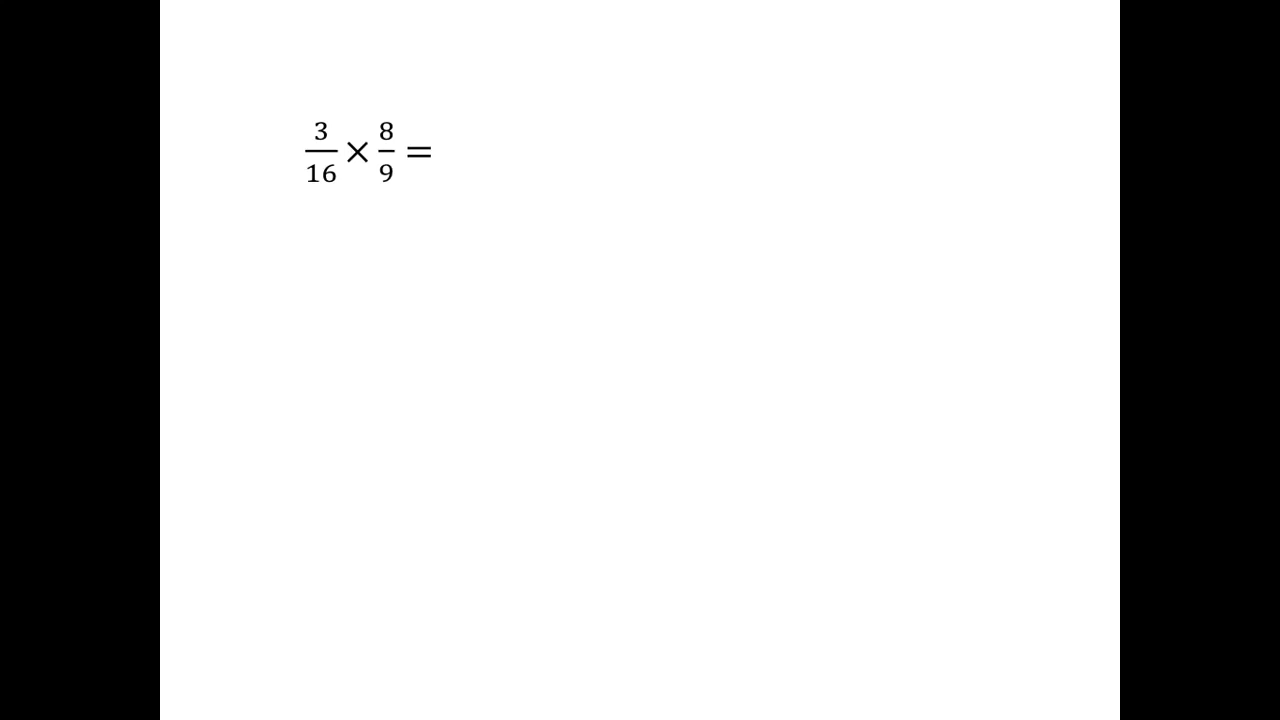 3/16 × 8/9 =